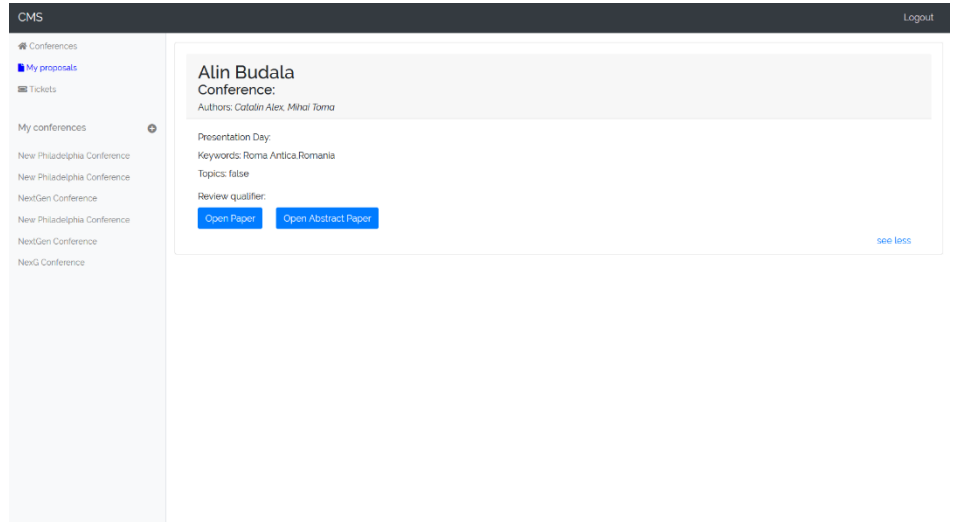 CMS
Logout
Conferences
My proposals
Tickets
My conferences
New Philadelphia Conference
New Philadelphia Conference
NextGen Conference
New Philadelphia Conference
NextGen Conference
NexG Conference
Alin Budala
Conference:
Authors: Catalin Alex, Mihai Toma
Presentation Day:
Keywords: Roma Antica,Romania
Topics: false
Review qualifier:
Open Paper Open Abstract Paper
see less